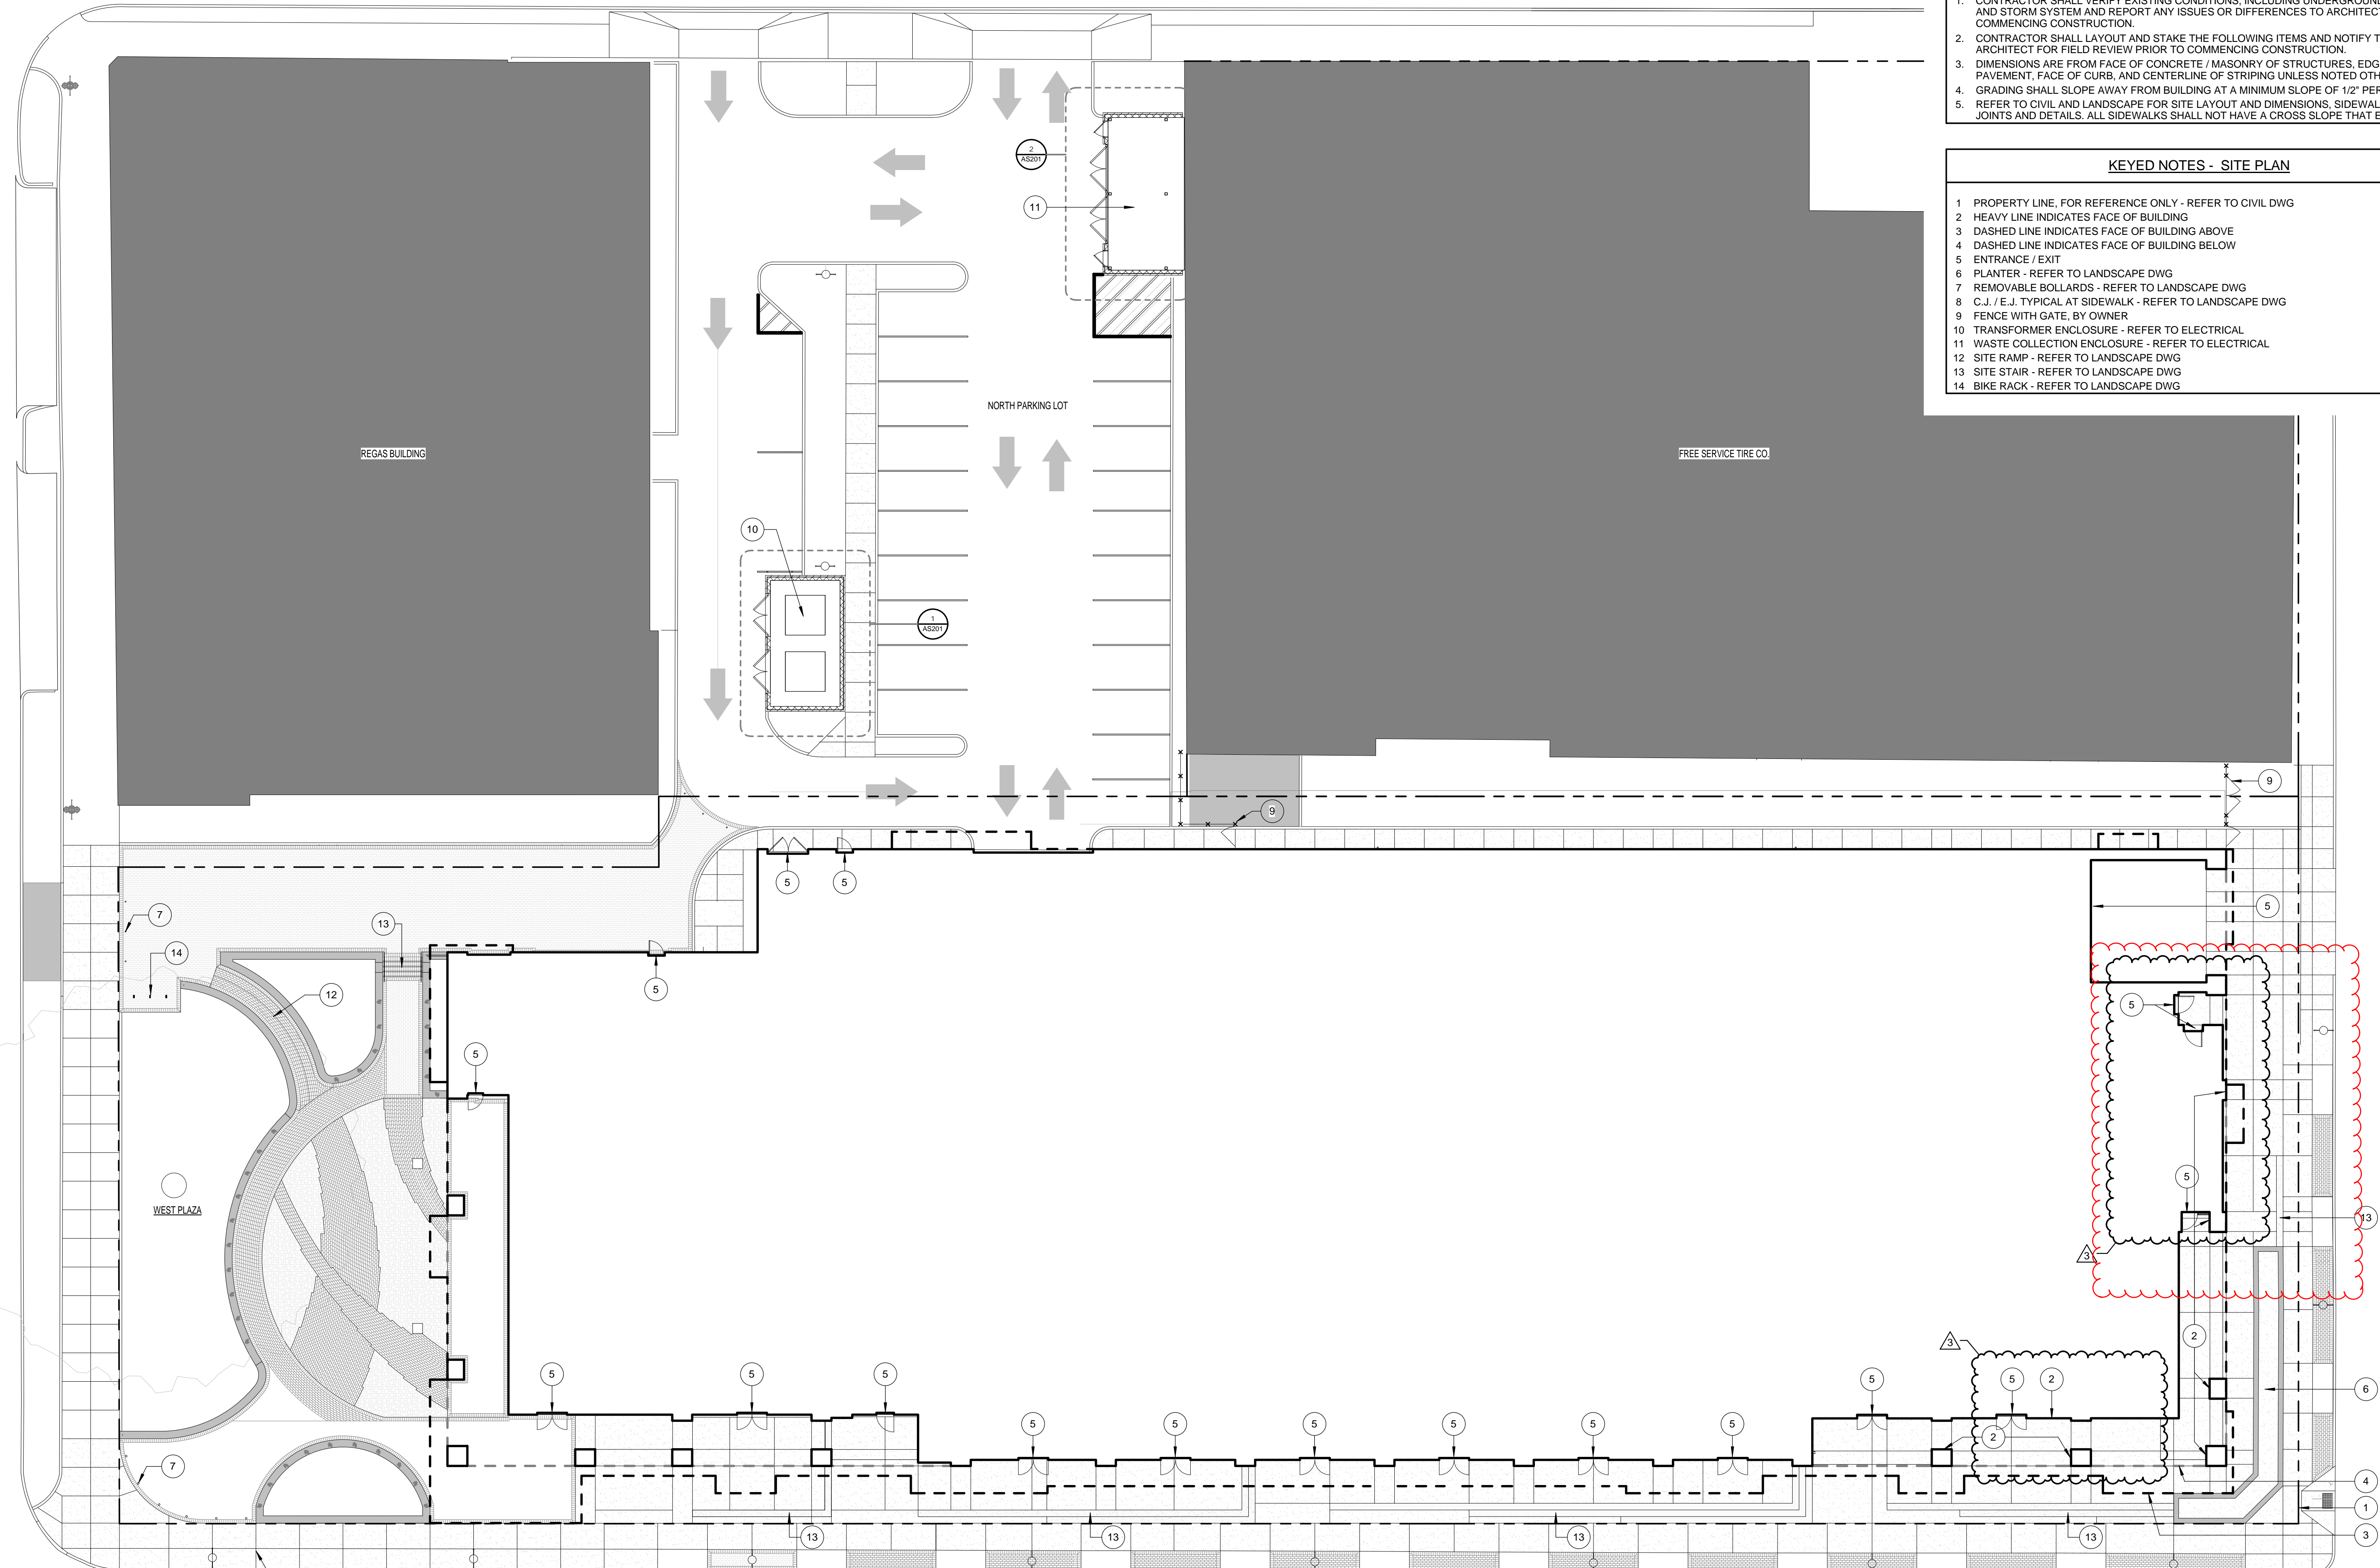 1. CONTRACTOR SHALL VERIFY EXISTING CONDITIONS, INCLUDING UNDERGROUND
AND STORM SYSTEM AND REPORT ANY ISSUES OR DIFFERENCES TO ARCHITECT
COMMENCING CONSTRUCTION.
2. CONTRACTOR SHALL LAYOUT AND STAKE THE FOLLOWING ITEMS AND NOTIFY
ARCHITECT FOR FIELD REVIEW PRIOR TO COMMENCING CONSTRUCTION.
3. DIMENSIONS ARE FROM FACE OF CONCRETE / MASONRY OF STRUCTURES,
PAVEMENT, FACE OF CURB, AND CENTERLINE OF STRIPING UNLESS NOTED
4. GRADING SHALL SLOPE AWAY FROM BUILDING AT A MINIMUM SLOPE OF 1/2"
5. REFER TO CIVIL AND LANDSCAPE FOR SITE LAYOUT AND DIMENSIONS,
JOINTS AND DETAILS. ALL SIDEWALKS SHALL NOT HAVE A CROSS SLOPE THAT
KEYED NOTES - SITE PLAN
1 PROPERTY LINE, FOR REFERENCE ONLY - REFER TO CIVIL DWG
2 HEAVY LINE INDICATES FACE OF BUILDING
3 DASHED LINE INDICATES FACE OF BUILDING ABOVE
4 DASHED LINE INDICATES FACE OF BUILDING BELOW
5 ENTRANCE / EXIT
6 PLANTER - REFER TO LANDSCAPE DWG
7 REMOVABLE BOLLARDS - REFER TO LANDSCAPE DWG
8 C.J. / E.J. TYPICAL AT SIDEWALK - REFER TO LANDSCAPE DWG
9 FENCE WITH GATE, BY OWNER
10 TRANSFORMER ENCLOSURE - REFER TO ELECTRICAL
11 WASTE COLLECTION ENCLOSURE - REFER TO ELECTRICAL
12 SITE RAMP - REFER TO LANDSCAPE DWG
13 SITE STAIR - REFER TO LANDSCAPE DWG
14 BIKE RACK - REFER TO LANDSCAPE DWG
2
AS201
11
NORTH PARKING LOT
REGAS BUILDING
FREE SERVICE TIRE CO.
10
1
AS201
9
9
5
5
5
7
13
14
5
12
5
5
5
WEST PLAZA
5
13
3
2
3
5
5
5
5
5
2
6
5
5
5
5
5
5
2
7
4
1
13
13
13
13
3